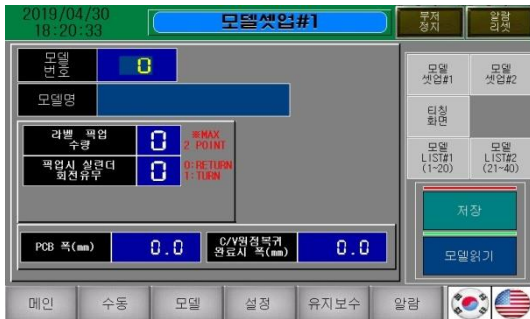 2019/04/30
18:20:33
모델셋업#1
부저
정지
알람
리셋
모델
번호
0
모델명
라벨 픽업
수량
0
※MAX
2 POINT
픽업시 실린더
회전유무
0
0:RETURN
1:TURN
PCB 폭(mm)
0.0
C/V원점복귀
완료시 폭(mm)
0.0
모델
셋업#1
모델
셋업#2
티칭
화면
모델
LIST#1
(1~20)
모델
LIST#2
(21~40)
저장
모델읽기
메인
수동
모델
설정
유지보수
알람